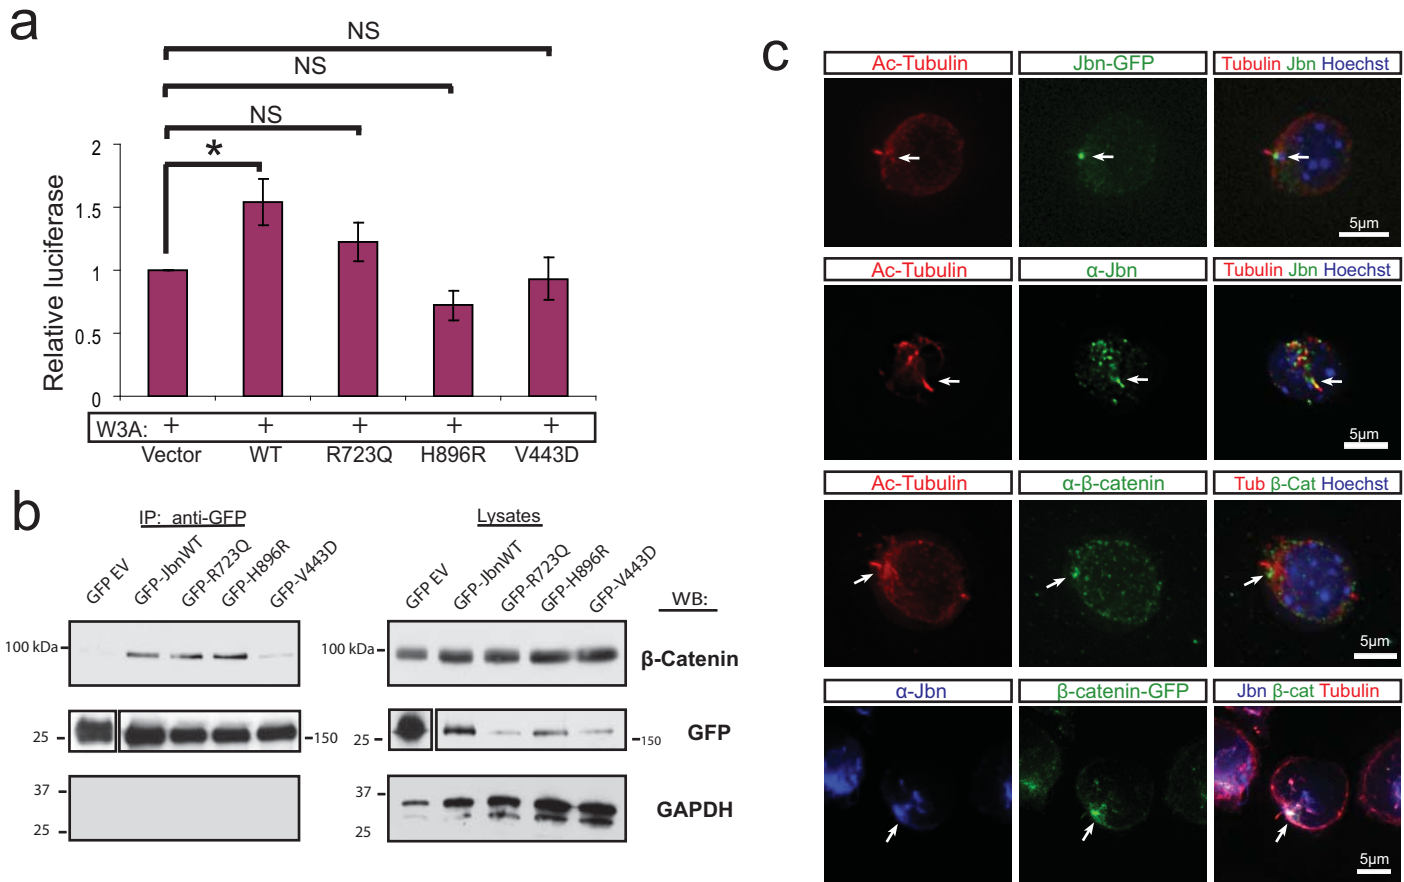 a
NS
NS
NS
*
Relative luciferase
2
1.5
1
0.5
0
W3A: + + + + +
Vector WT R723Q H896R V443D
b
IP: anti-GFP
Lysates
GFP EV GFP-JbnWT GFP-R723Q GFP-H896R GFP-V443D
GFP EV GFP-JbnWT GFP-R723Q GFP-H896R GFP-V443D
WB:
100 kDa
100 kDa
β-Catenin
25
150
25
150
GFP
37
25
37
25
GAPDH
c
Ac-Tubulin Jbn-GFP Tubulin Jbn Hoechst
5μm
Ac-Tubulin α-Jbn Tubulin Jbn Hoechst
5μm
Ac-Tubulin α-β-catenin Tub β-Cat Hoechst
5μm
α-Jbn β-catenin-GFP Jbn β-cat Tubulin
5μm